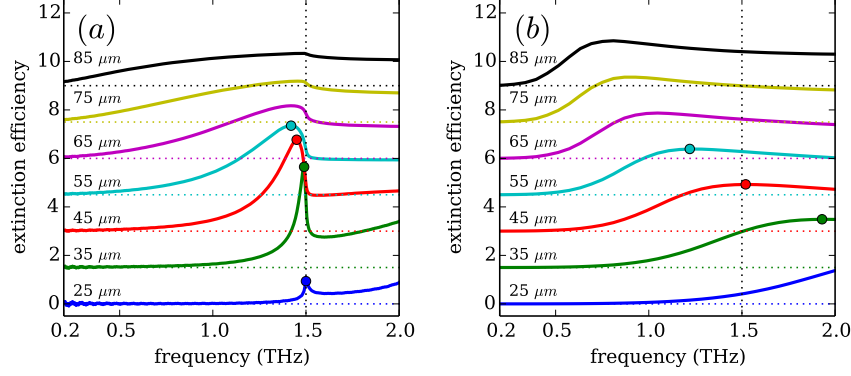 (a)
extinction efficiency
12
10
8
6
4
2
0
85 μm
75 μm
65 μm
55 μm
45 μm
35 μm
25 μm
0.2
0.5
1.0
1.5
2.0
frequency (THz)
(b)
extinction efficiency
12
10
8
6
4
2
0
85 μm
75 μm
65 μm
55 μm
45 μm
35 μm
25 μm
0.2
0.5
1.0
1.5
2.0
frequency (THz)